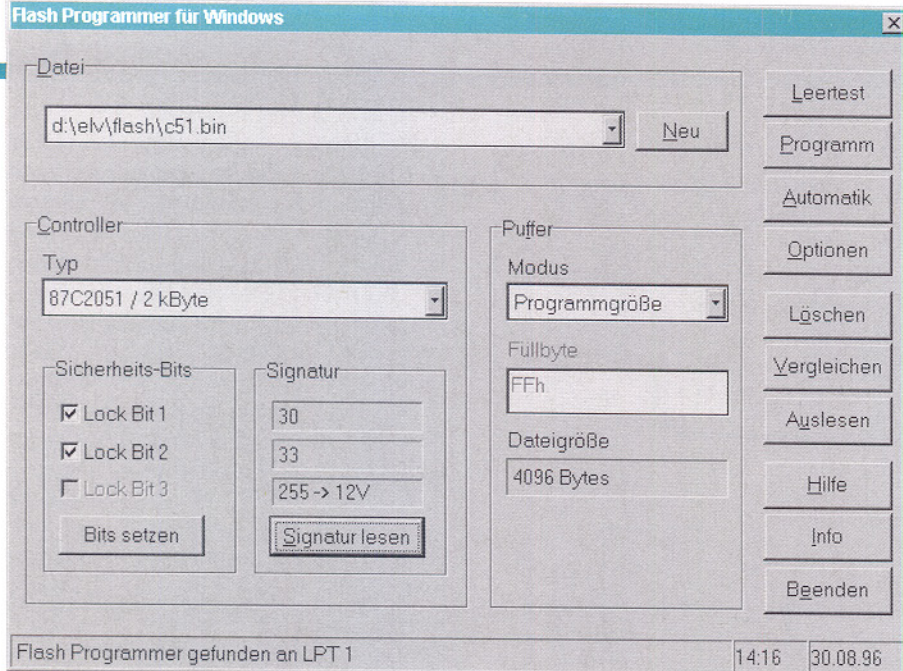 Flash Programmer für Windows
Datei
d:\elv\flash\c51.bin
Neu
Controller
Typ
87C2051 / 2 kByte
Sicherheits-Bits
Lock Bit 1
Lock Bit 2
Lock Bit 3
Bits setzen
Signatur
30
33
255 -> 12V
Signatur lesen
Puffer
Modus
Programmgröße
Füllbyte
FFh
Dateigröße
4096 Bytes
Leertest
Programm
Automatik
Optionen
Löschen
Vergleichen
Auslesen
Hilfe
Info
Beenden
Flash Programmer gefunden an LPT 1
14:16
30.08.96